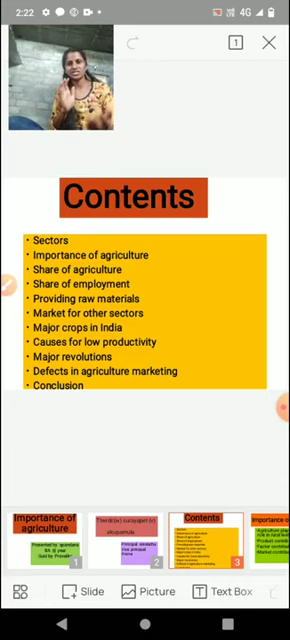 2:22
4G
1
Contents
• Sectors
• Importance of agriculture
• Share of agriculture
• Share of employment
• Providing raw materials
• Market for other sectors
• Major crops in India
• Causes for low productivity
• Major revolutions
• Defects in agriculture marketing
• Conclusion
Importance of
agriculture
1
2
Contents
3
Importance o
Slide
Picture
Text Box